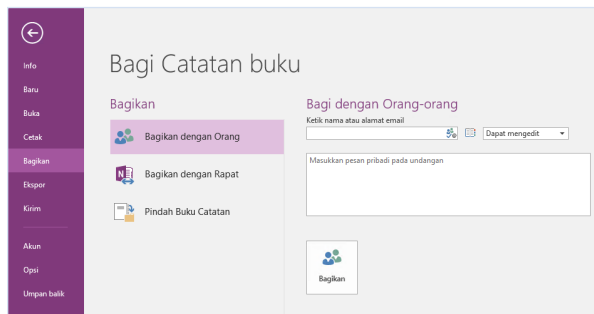 Info
Baru
Buka
Cetak
Bagikan
Ekspor
Kirim
Akun
Opsi
Umpan balik
Bagi Catatan buku
Bagikan
Bagikan dengan Orang
Bagikan dengan Rapat
Pindah Buku Catatan
Bagi dengan Orang-orang
Ketik nama atau alamat email
Dapat mengedit
Masukkan pesan pribadi pada undangan
Bagikan